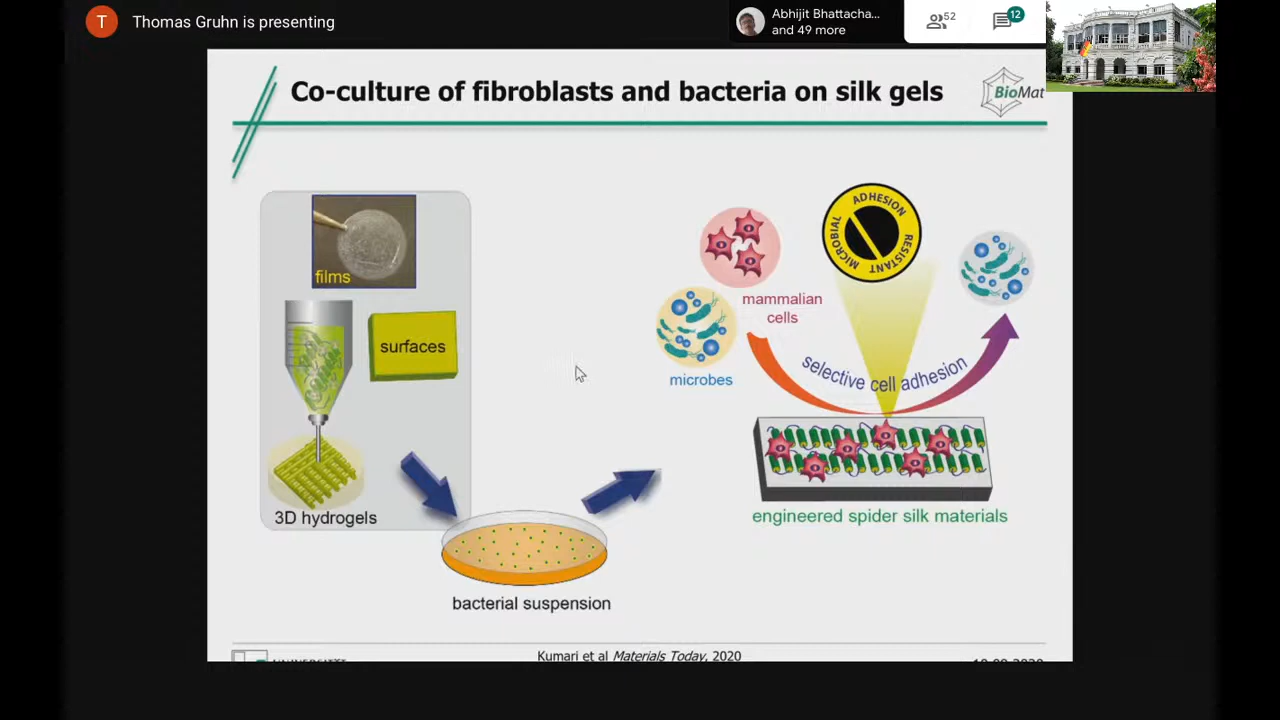 T
Thomas Gruhn is presenting
Abhijit Bhattacha...
and 49 more
52
12
Co-culture of fibroblasts and bacteria on silk gels
BioMat
films
surfaces
3D hydrogels
bacterial suspension
mammalian
cells
microbes
MICROBIAL ADHESION RESISTANT
selective cell adhesion
engineered spider silk materials
Kumari et al Materials Today, 2020